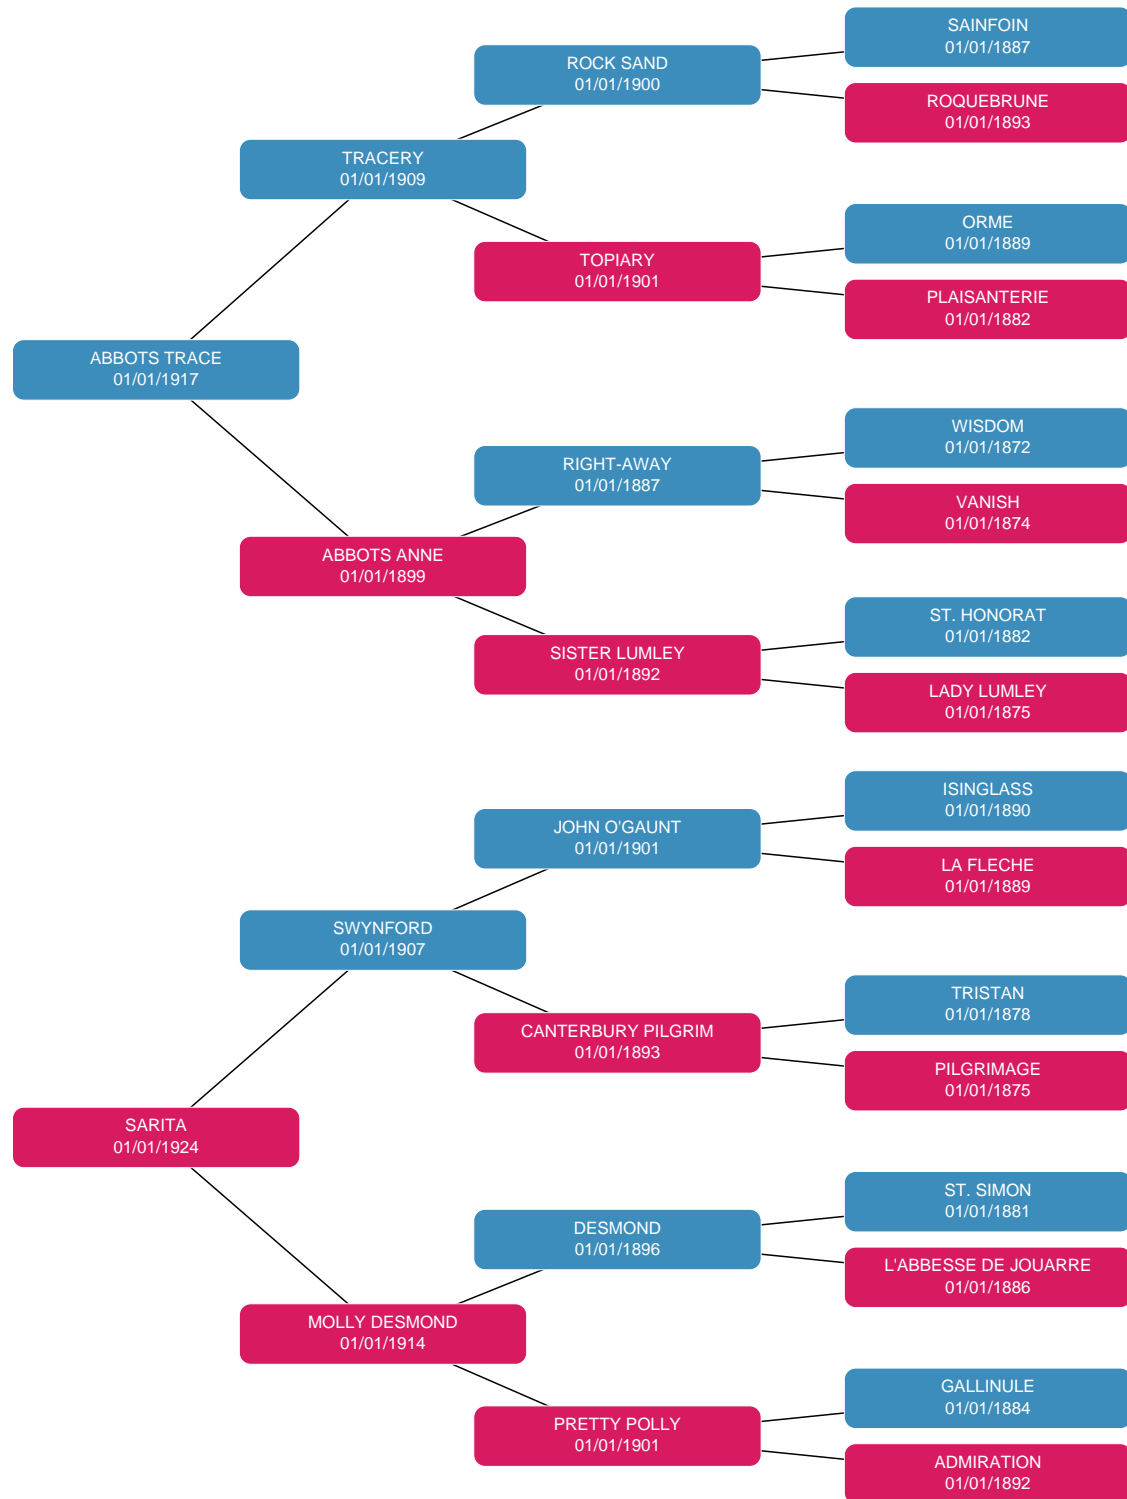 SAINFOIN
01/01/1887
ROCK SAND
01/01/1900
ROQUEBRUNE
01/01/1893
TRACERY
01/01/1909
ORME
01/01/1889
TOPIARY
01/01/1901
PLAISANTERIE
01/01/1882
ABBOTS TRACE
01/01/1917
WISDOM
01/01/1872
RIGHT-AWAY
01/01/1887
VANISH
01/01/1874
ABBOTS ANNE
01/01/1899
ST. HONORAT
01/01/1882
SISTER LUMLEY
01/01/1892
LADY LUMLEY
01/01/1875
ISINGLASS
01/01/1890
JOHN O'GAUNT
01/01/1901
LA FLECHE
01/01/1889
SWYNFORD
01/01/1907
TRISTAN
01/01/1878
CANTERBURY PILGRIM
01/01/1893
PILGRIMAGE
01/01/1875
SARITA
01/01/1924
ST. SIMON
01/01/1881
DESMOND
01/01/1896
L'ABBESSE DE JOUARRE
01/01/1886
MOLLY DESMOND
01/01/1914
GALLINULE
01/01/1884
PRETTY POLLY
01/01/1901
ADMIRATION
01/01/1892